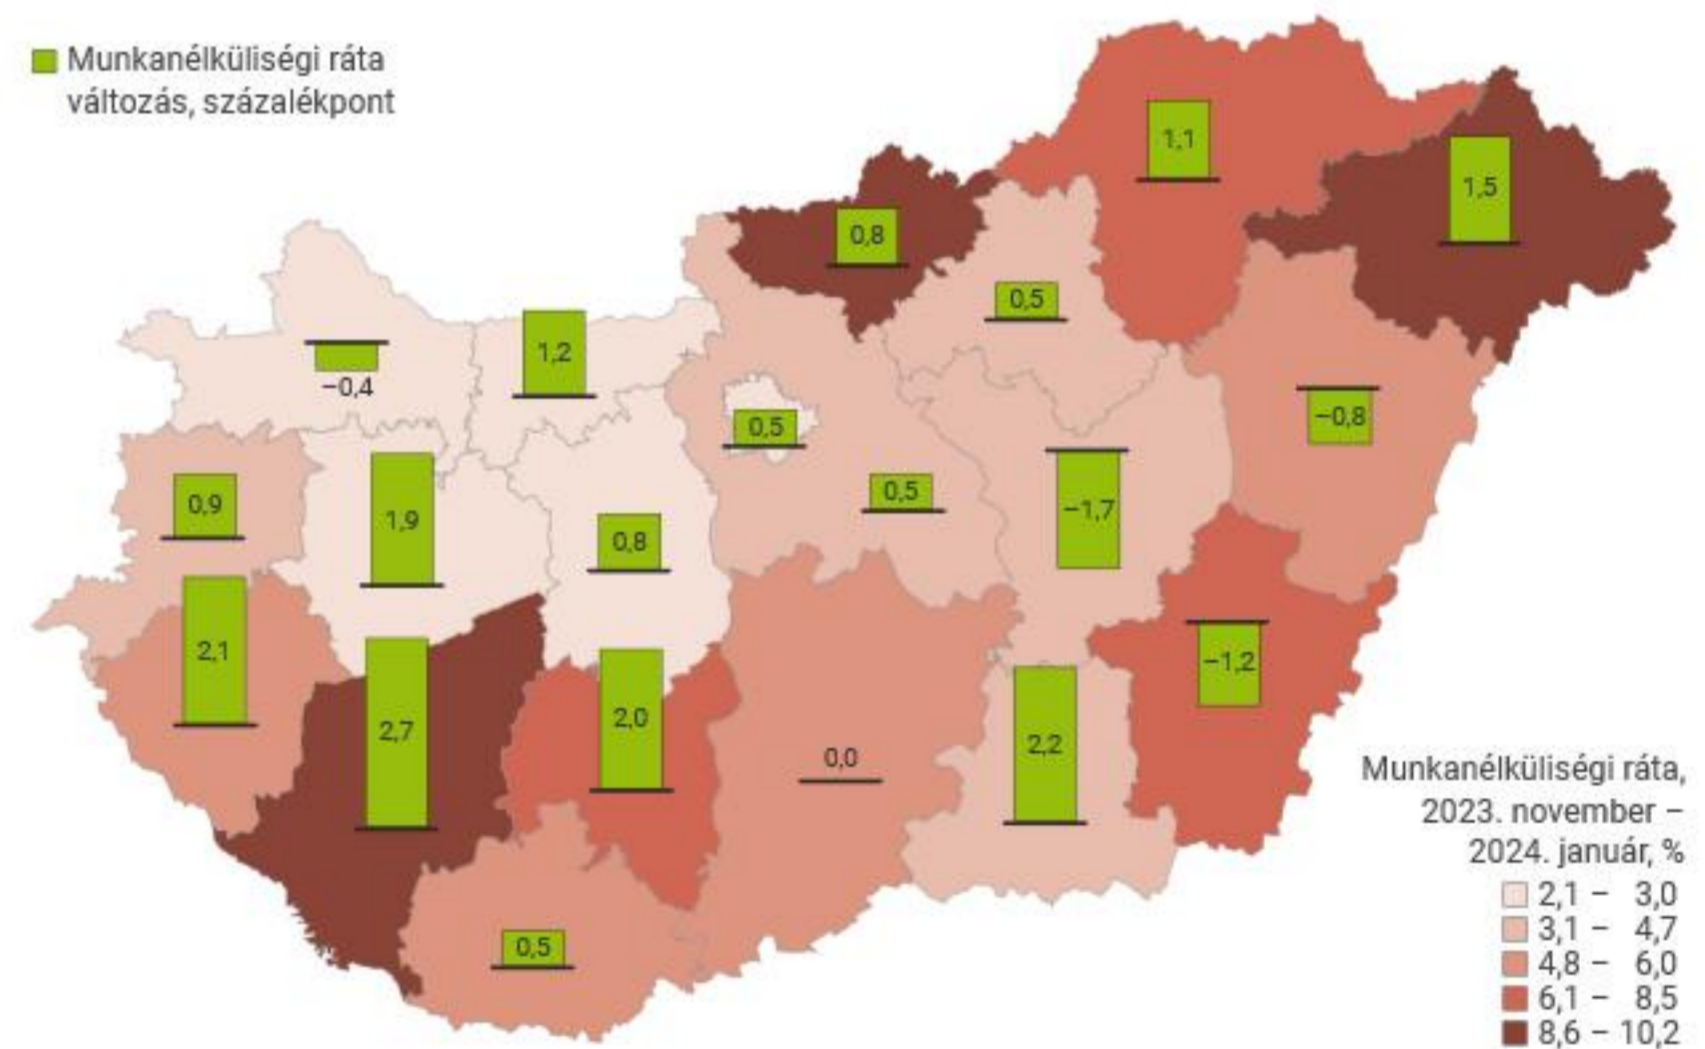 Munkanélküliségi ráta
változás, százalékpont
1,1
1,5
0,8
0,5
1,2
−0,4
−0,8
0,5
0,9
1,9
0,5
−1,7
0,8
2,1
−1,2
2,7
2,0
2,2
0,0
0,5
Munkanélküliségi ráta,
2023. november –
2024. január, %
2,1 – 3,0
3,1 – 4,7
4,8 – 6,0
6,1 – 8,5
8,6 – 10,2